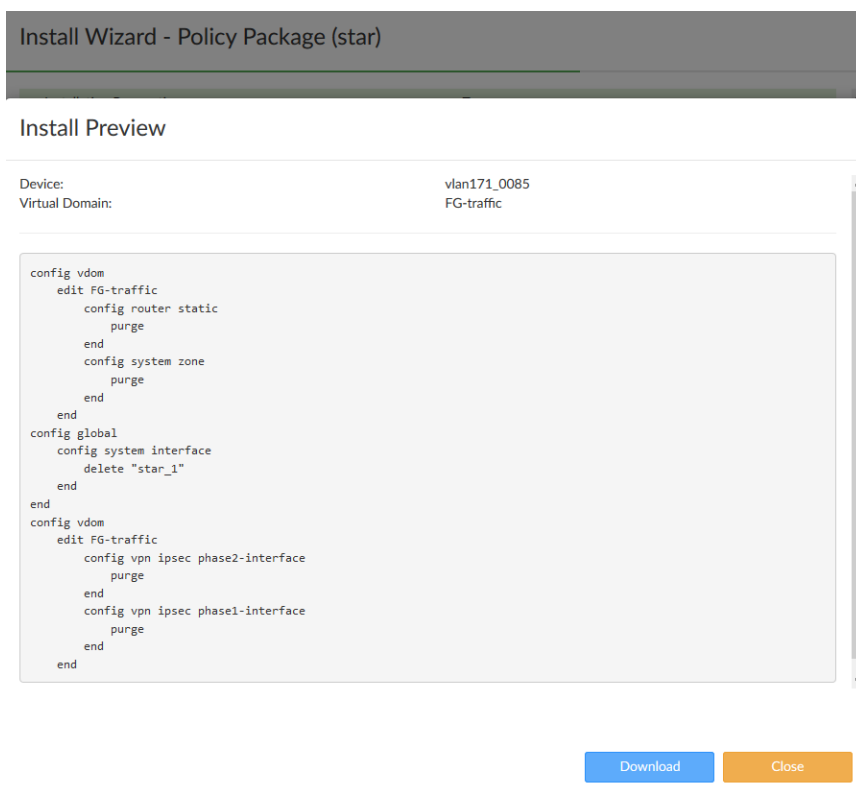 Install Wizard - Policy Package (star)
Install Preview
Device: vlan171_0085
Virtual Domain: FG-traffic
config vdom
    edit FG-traffic
        config router static
            purge
        end
        config system zone
            purge
        end
    end
config global
    config system interface
        delete "star_1"
    end
end
config vdom
    edit FG-traffic
        config vpn ipsec phase2-interface
            purge
        end
        config vpn ipsec phase1-interface
            purge
        end
    end
Download Close